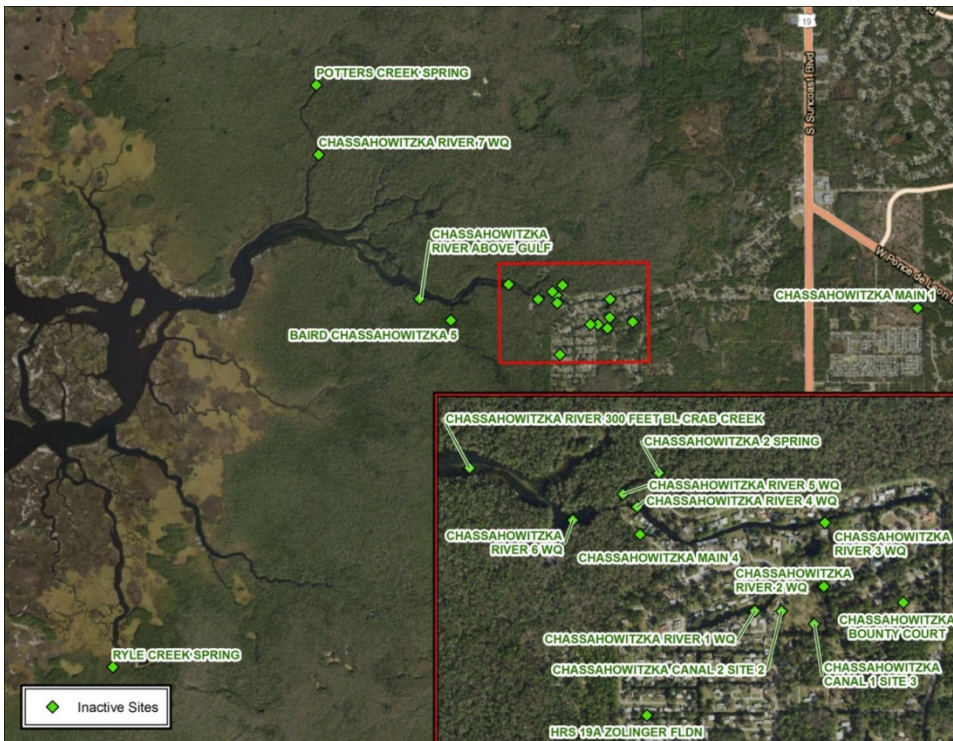 19
S. Suncoast Blvd
POTTERS CREEK SPRING
CHASSAHOWITZKA RIVER 7 WQ
CHASSAHOWITZKA
RIVER ABOVE GULF
W Ponce de Leon
CHASSAHOWITZKA MAIN 1
BAIRD CHASSAHOWITZKA 5
CHASSAHOWITZKA RIVER 300 FEET BL CRAB CREEK
CHASSAHOWITZKA 2 SPRING
CHASSAHOWITZKA RIVER 5 WQ
CHASSAHOWITZKA RIVER 4 WQ
CHASSAHOWITZKA
RIVER 6 WQ
CHASSAHOWITZKA MAIN 4
CHASSAHOWITZKA
RIVER 3 WQ
CHASSAHOWITZKA
RIVER 2 WQ
CHASSAHOWITZKA RIVER 1 WQ
CHASSAHOWITZKA
BOUNTY COURT
CHASSAHOWITZKA CANAL 2 SITE 2
CHASSAHOWITZKA
CANAL 1 SITE 3
RYLE CREEK SPRING
HRS 19A ZOLINGER FLDN
Inactive Sites